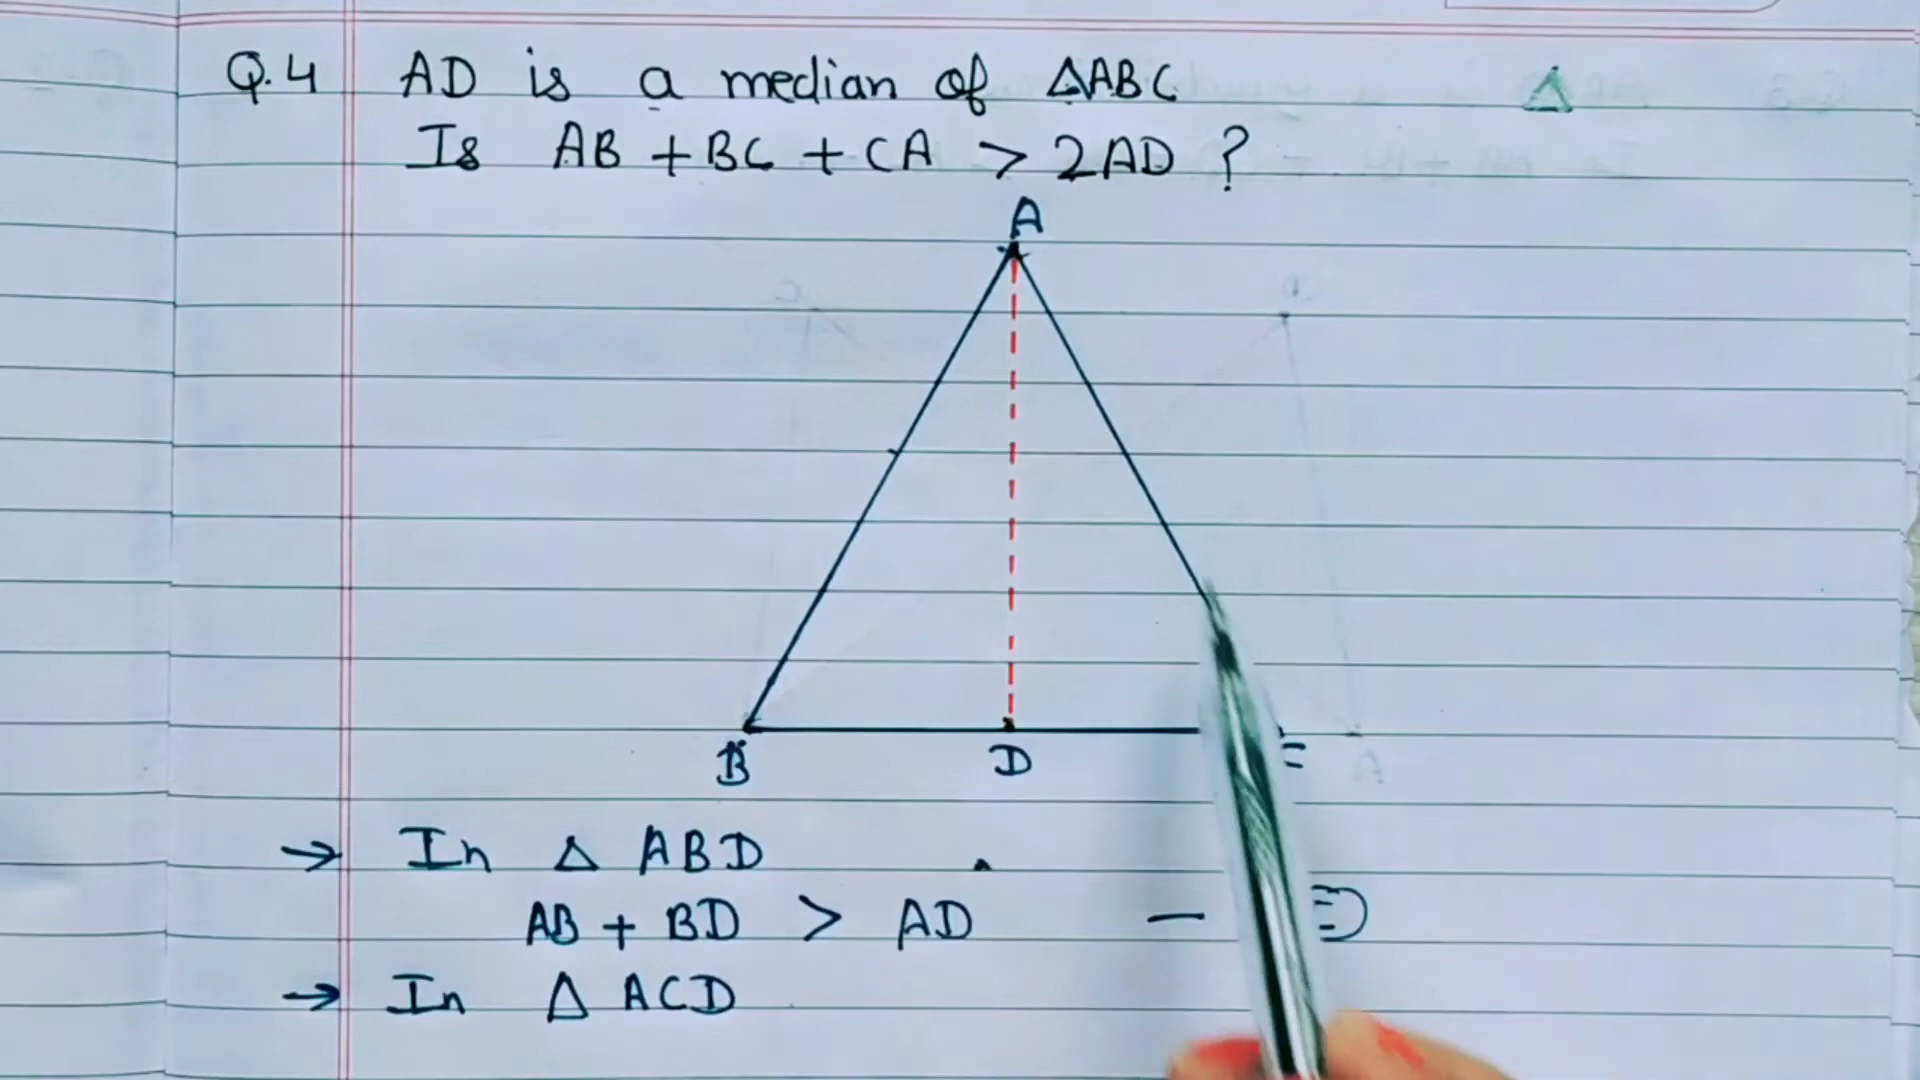 Q.4 AD is a median of △ABC
Is AB + BC + CA > 2AD ?
A
B D
→ In △ ABD
AB + BD > AD —
→ In △ ACD